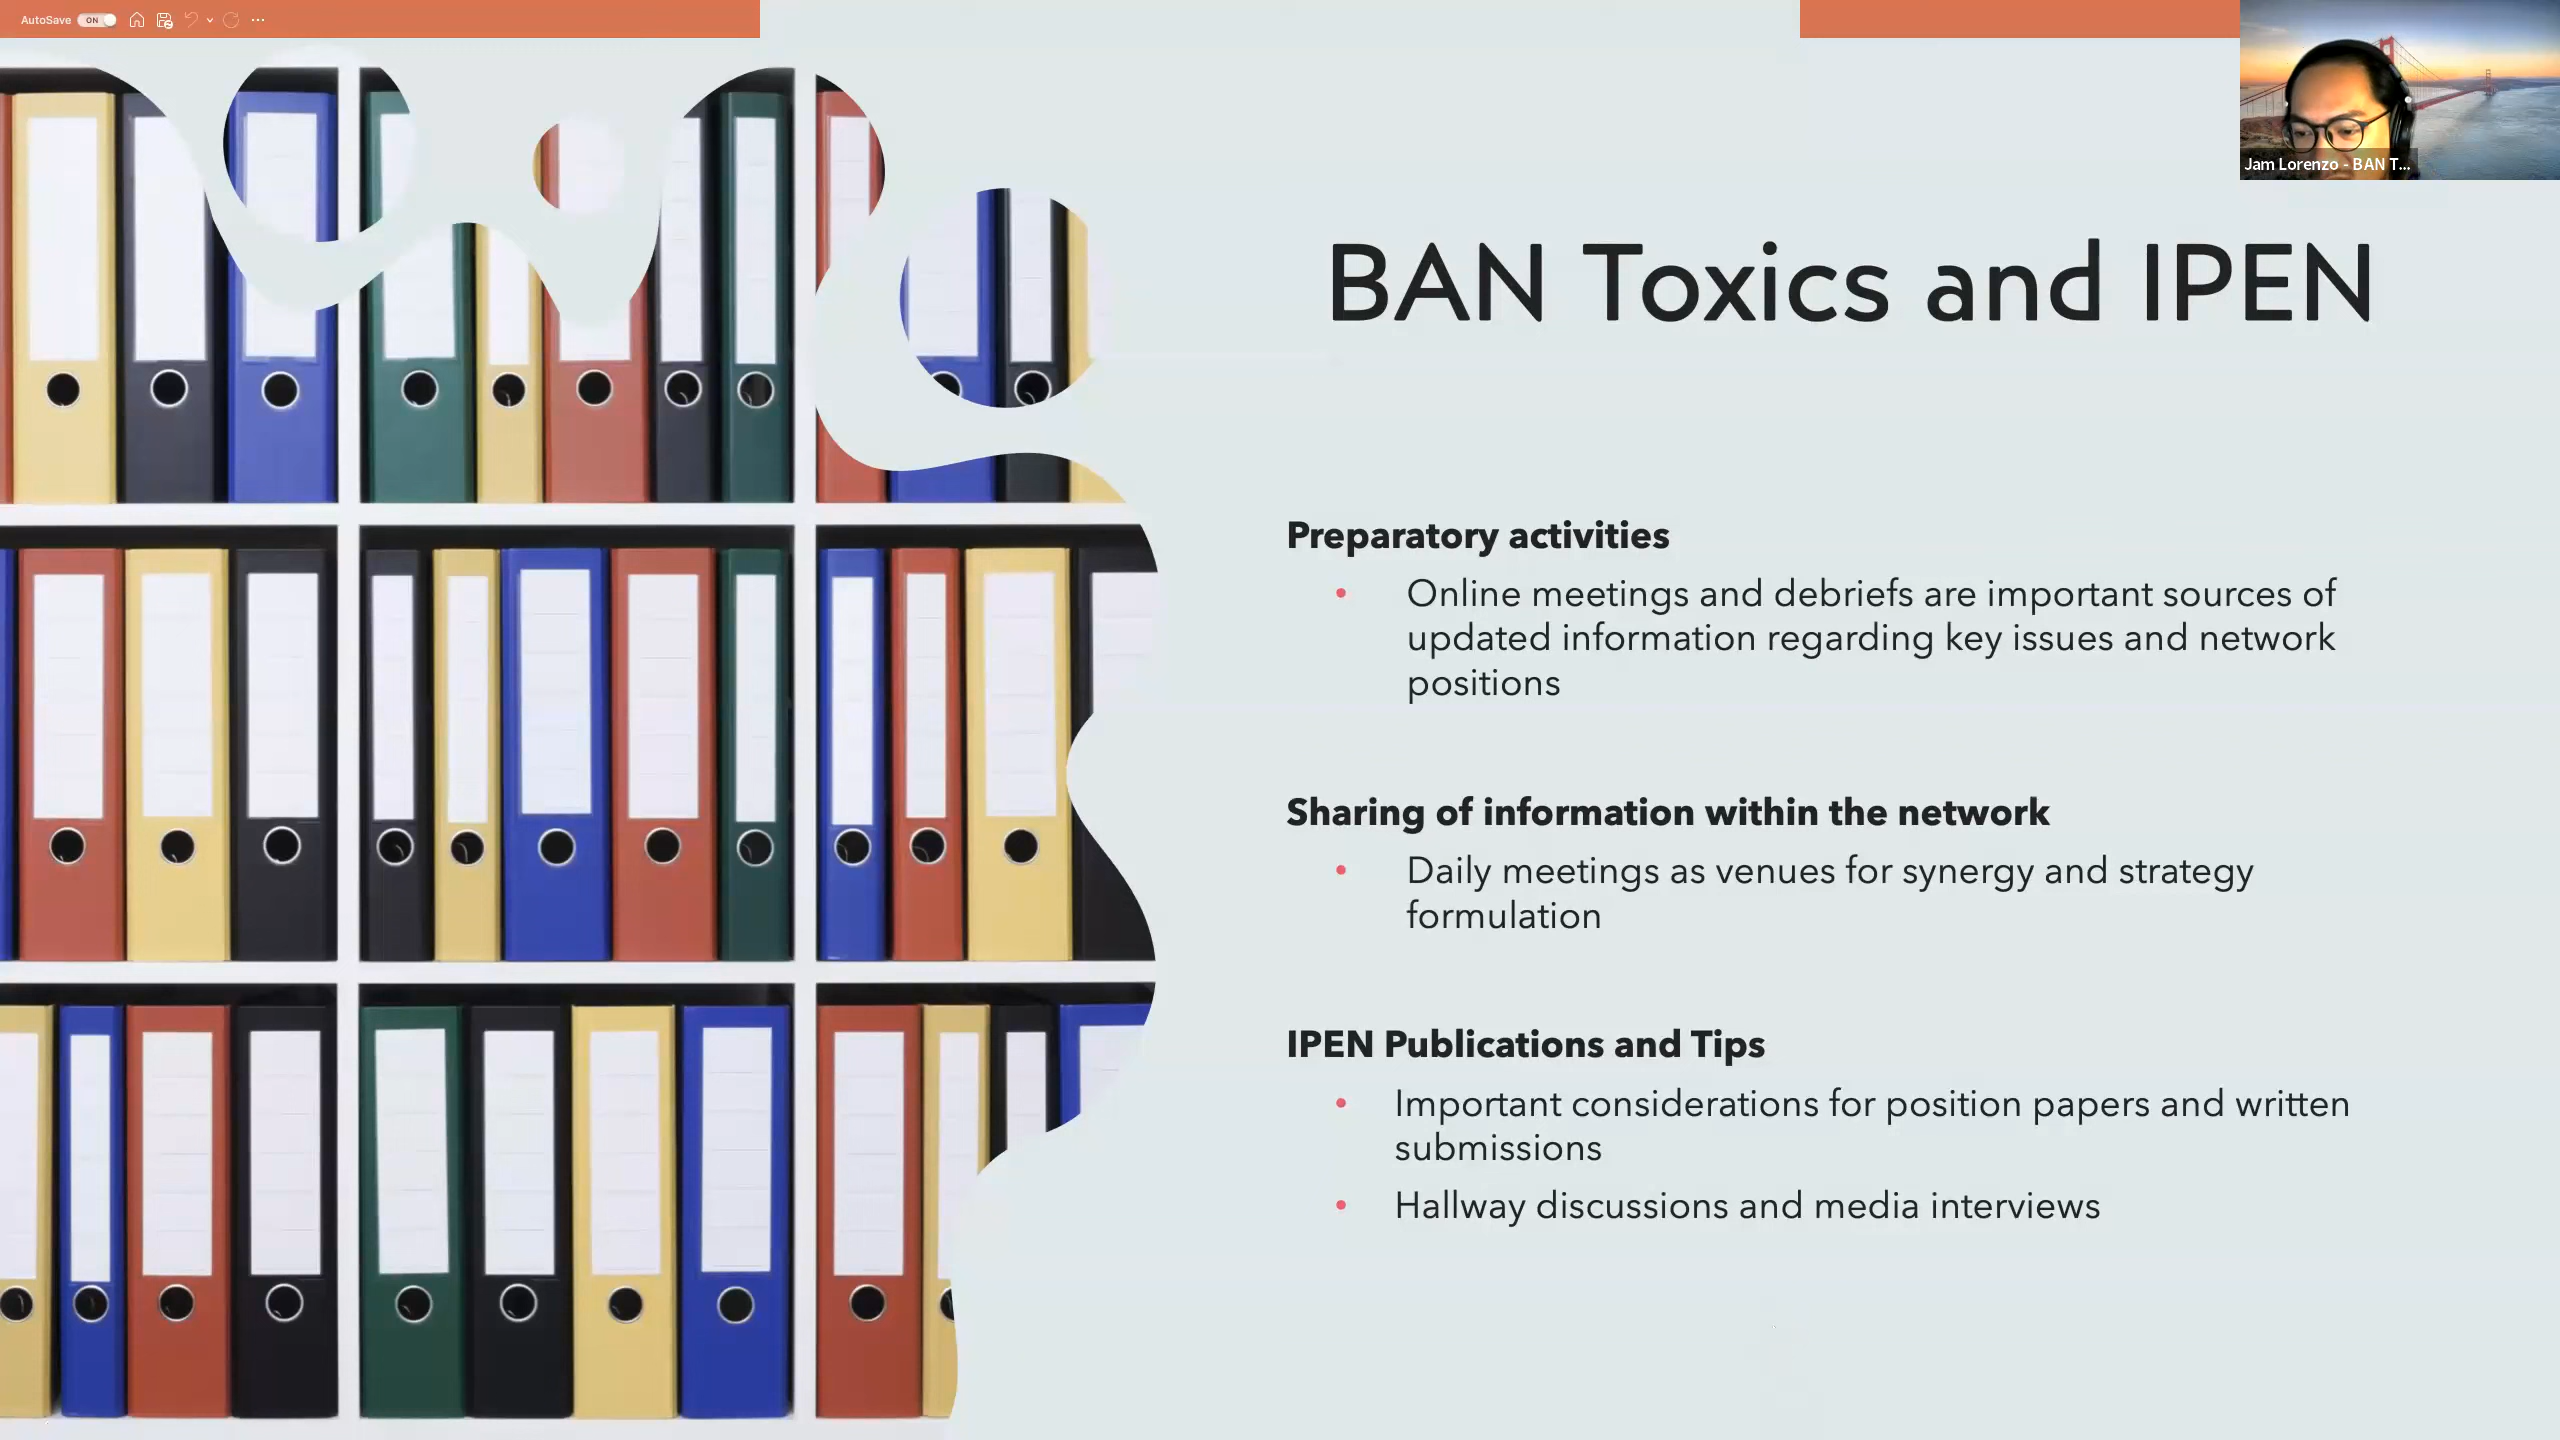 AutoSave ON
Jam Lorenzo - BAN T...
BAN Toxics and IPEN
Preparatory activities
• Online meetings and debriefs are important sources of
updated information regarding key issues and network
positions
Sharing of information within the network
• Daily meetings as venues for synergy and strategy
formulation
IPEN Publications and Tips
• Important considerations for position papers and written
submissions
• Hallway discussions and media interviews